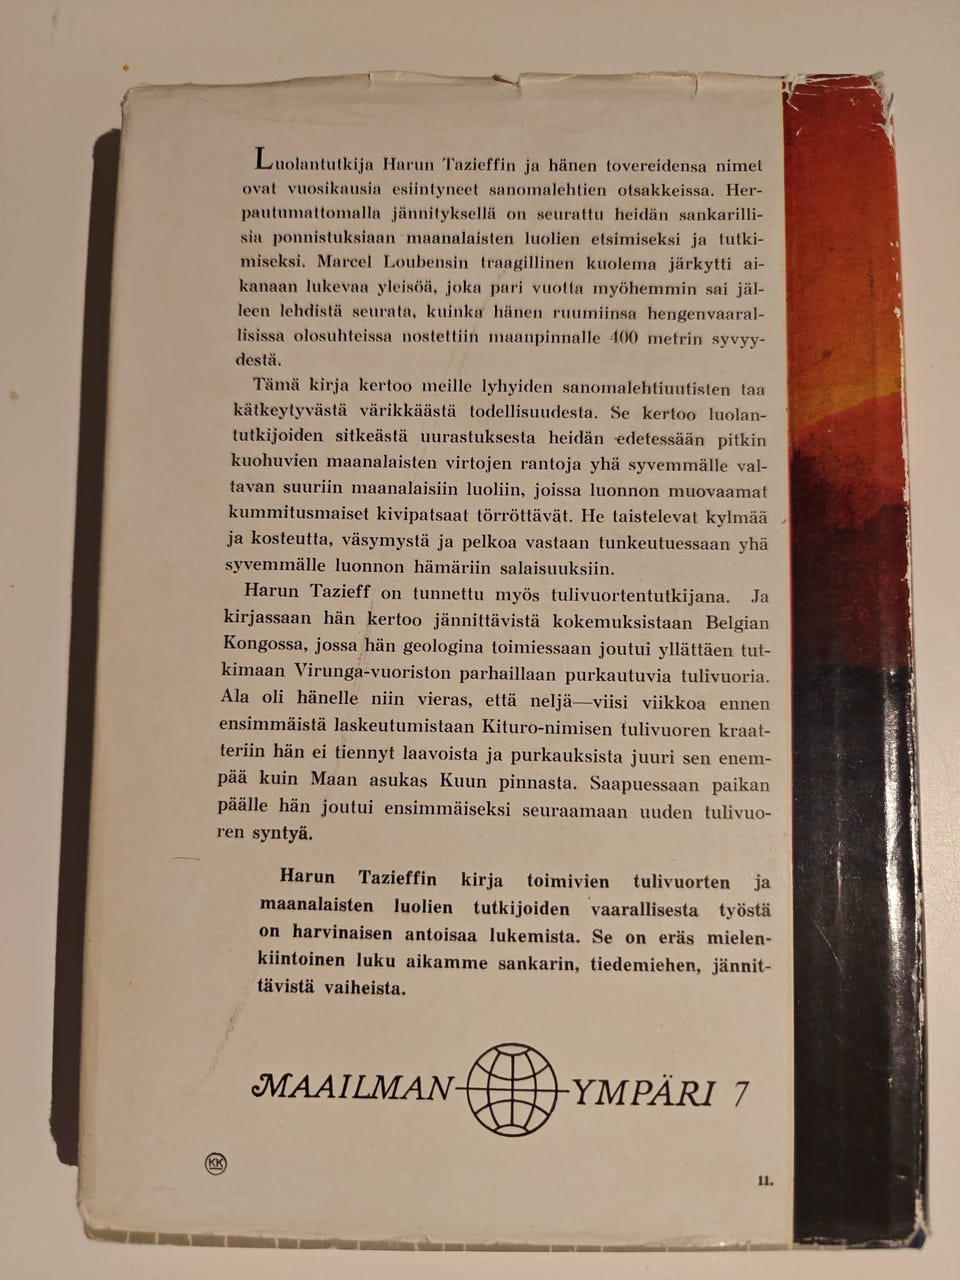 Luolantutkija Harun Tazieffin ja hänen tovereidensa nimet
ovat vuosikausia esiintyneet sanomalehtien otsakkeissa. Her-
pautumattomalla jännityksellä on seurattu heidän sankarilli-
sia ponnistuksiaan maanalaisten luolien etsimiseksi ja tutki-
miseksi. Marcel Loubensin traagillinen kuolema järkytti ai-
kanaan lukevaa yleisöä, joka pari vuotta myöhemmin sai jäl-
leen lehdistä seurata, kuinka hänen ruumiinsa hengenvaaral-
lisissa olosuhteissa nostettiin maanpinnalle 400 metrin syvyy-
destä.
Tämä kirja kertoo meille lyhyiden sanomalehtiuutisten taa
kätkeytyvästä värikkäästä todellisuudesta. Se kertoo luolan-
tutkijoiden sitkeästä uurastuksesta heidän edetessään pitkin
kuohuvien maanalaisten virtojen rantoja yhä syvemmälle val-
tavan suuriin maanalaisiin luoliin, joissa luonnon muovaamat
kummitusmaiset kivipatsaat törröttävät. He taistelevat kylmää
ja kosteutta, väsymystä ja pelkoa vastaan tunkeutuessaan yhä
syvemmälle luonnon hämäriin salaisuuksiin.
Harun Tazieff on tunnettu myös tulivuortentutkijana. Ja
kirjassaan hän kertoo jännittävistä kokemuksistaan Belgian
Kongossa, jossa hän geologina toimiessaan joutui yllättäen tut-
kimaan Virunga-vuoriston parhaillaan purkautuvia tulivuoria.
Ala oli hänelle niin vieras, että neljä—viisi viikkoa ennen
ensimmäistä laskeutumistaan Kituro-nimisen tulivuoren kraat-
teriin hän ei tiennyt laavoista ja purkauksista juuri sen enem-
pää kuin Maan asukas Kuun pinnasta. Saapuessaan paikan
päälle hän joutui ensimmäiseksi seuraamaan uuden tulivuo-
ren syntyä.
Harun Tazieffin kirja toimivien tulivuorten ja
maanalaisten luolien tutkijoiden vaarallisesta työstä
on harvinaisen antoisaa lukemista. Se on eräs mielen-
kiintoinen luku aikamme sankarin, tiedemiehen, jännit-
tävistä vaiheista.
MAAILMAN YMPÄRI 7
KK
11.